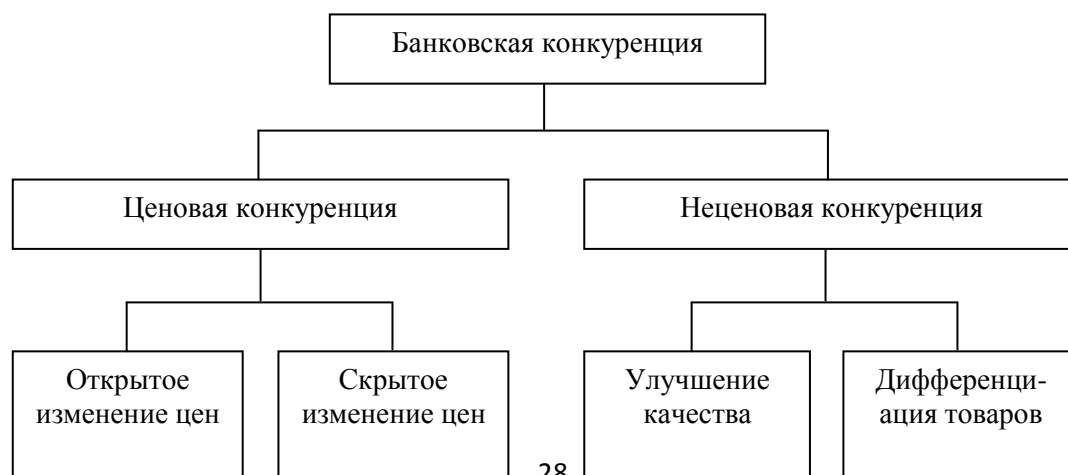 Банковская конкуренция
Ценовая конкуренция
Неценовая конкуренция
Открытое
изменение цен
Скрытое
изменение цен
Улучшение
качества
Дифференци-
ация товаров
28